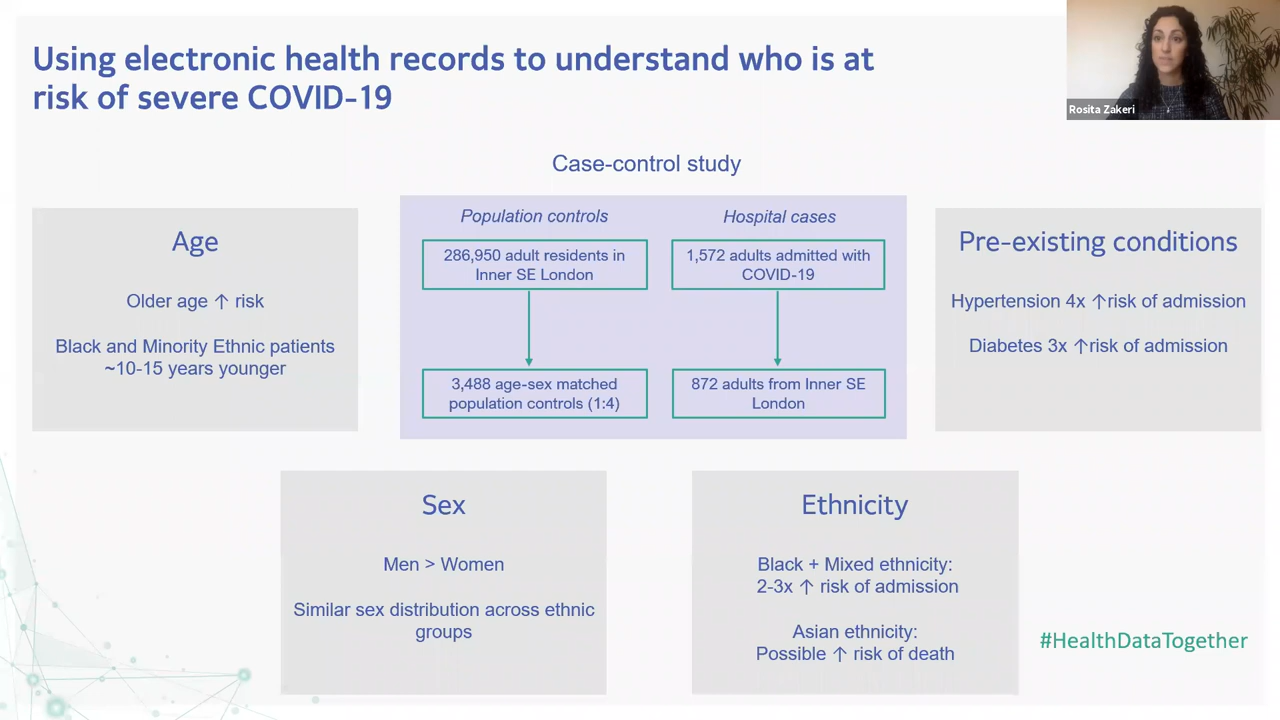 Using electronic health records to understand who is at
risk of severe COVID-19
Rosita Zakeri
Case-control study
Age
Older age ↑ risk
Black and Minority Ethnic patients
~10-15 years younger
Population controls
286,950 adult residents in
Inner SE London
3,488 age-sex matched
population controls (1:4)
Hospital cases
1,572 adults admitted with
COVID-19
872 adults from Inner SE
London
Pre-existing conditions
Hypertension 4x ↑risk of admission
Diabetes 3x ↑risk of admission
Sex
Men > Women
Similar sex distribution across ethnic
groups
Ethnicity
Black + Mixed ethnicity:
2-3x ↑ risk of admission
Asian ethnicity:
Possible ↑ risk of death
#HealthDataTogether